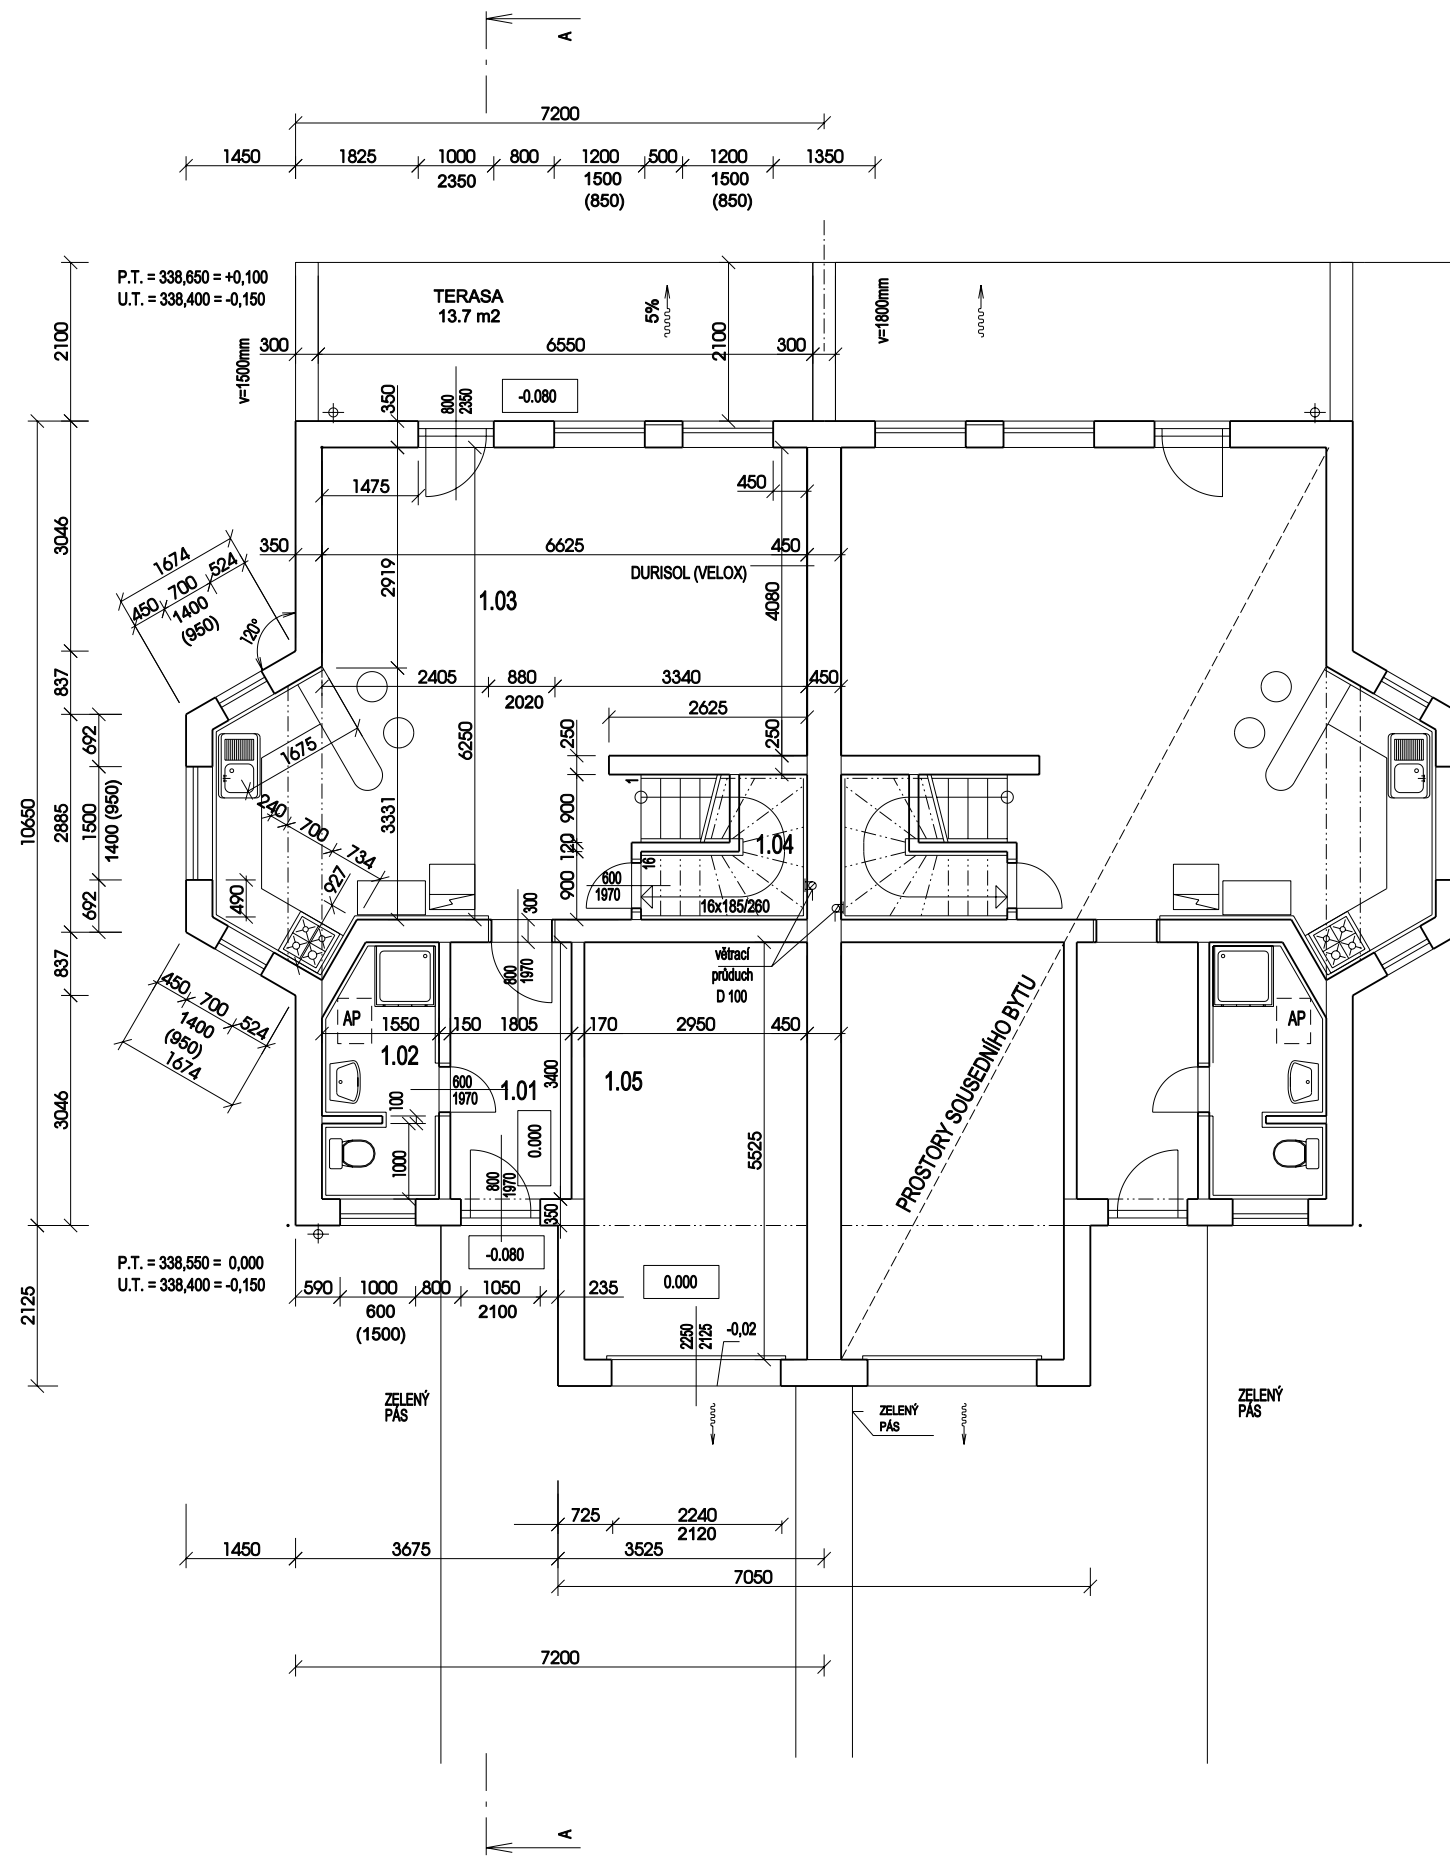 A
7200
1450 1825 1000 800 1200 500 1200 1350
2350 1500 1500
(850) (850)
P.T. = 338,650 = +0,100
U.T. = 338,400 = -0,150
TERASA
13.7 m2
5%
v=1800mm
v=1500mm
2100
2100
300 6550 300
350
800
2350
-0.080
1475
450
3046
350 6625 450
DURISOL (VELOX)
2919
4080
1.03
1674
450 700 524
1400
(950)
120°
837
2405 880 3340 450
2020
2625
250
250
6250
692
1675
10650
2885
1500
1400 (950)
3331
240 700 734
927
490
692
1
900
120
900
1.04
16
600
1970
16x185/260
300
837
450 700 524
1400
(950)
1674
800
1970
větrací
průduch
D 100
AP
1550 150 1805 170 2950 450
1.02
600
1970
1.01
3400
1.05
100
1000
0.000
5525
3046
800
1970
350
PROSTORY SOUSEDNÍHO BYTU
AP
P.T. = 338,550 = 0,000
U.T. = 338,400 = -0,150
-0.080
0.000
590 1000 800 1050 235
600 2100
(1500)
2125
2250
2125
-0,02
ZELENÝ
PÁS
ZELENÝ
PÁS
ZELENÝ
PÁS
725 2240
2120
1450 3675 3525
7050
7200
A